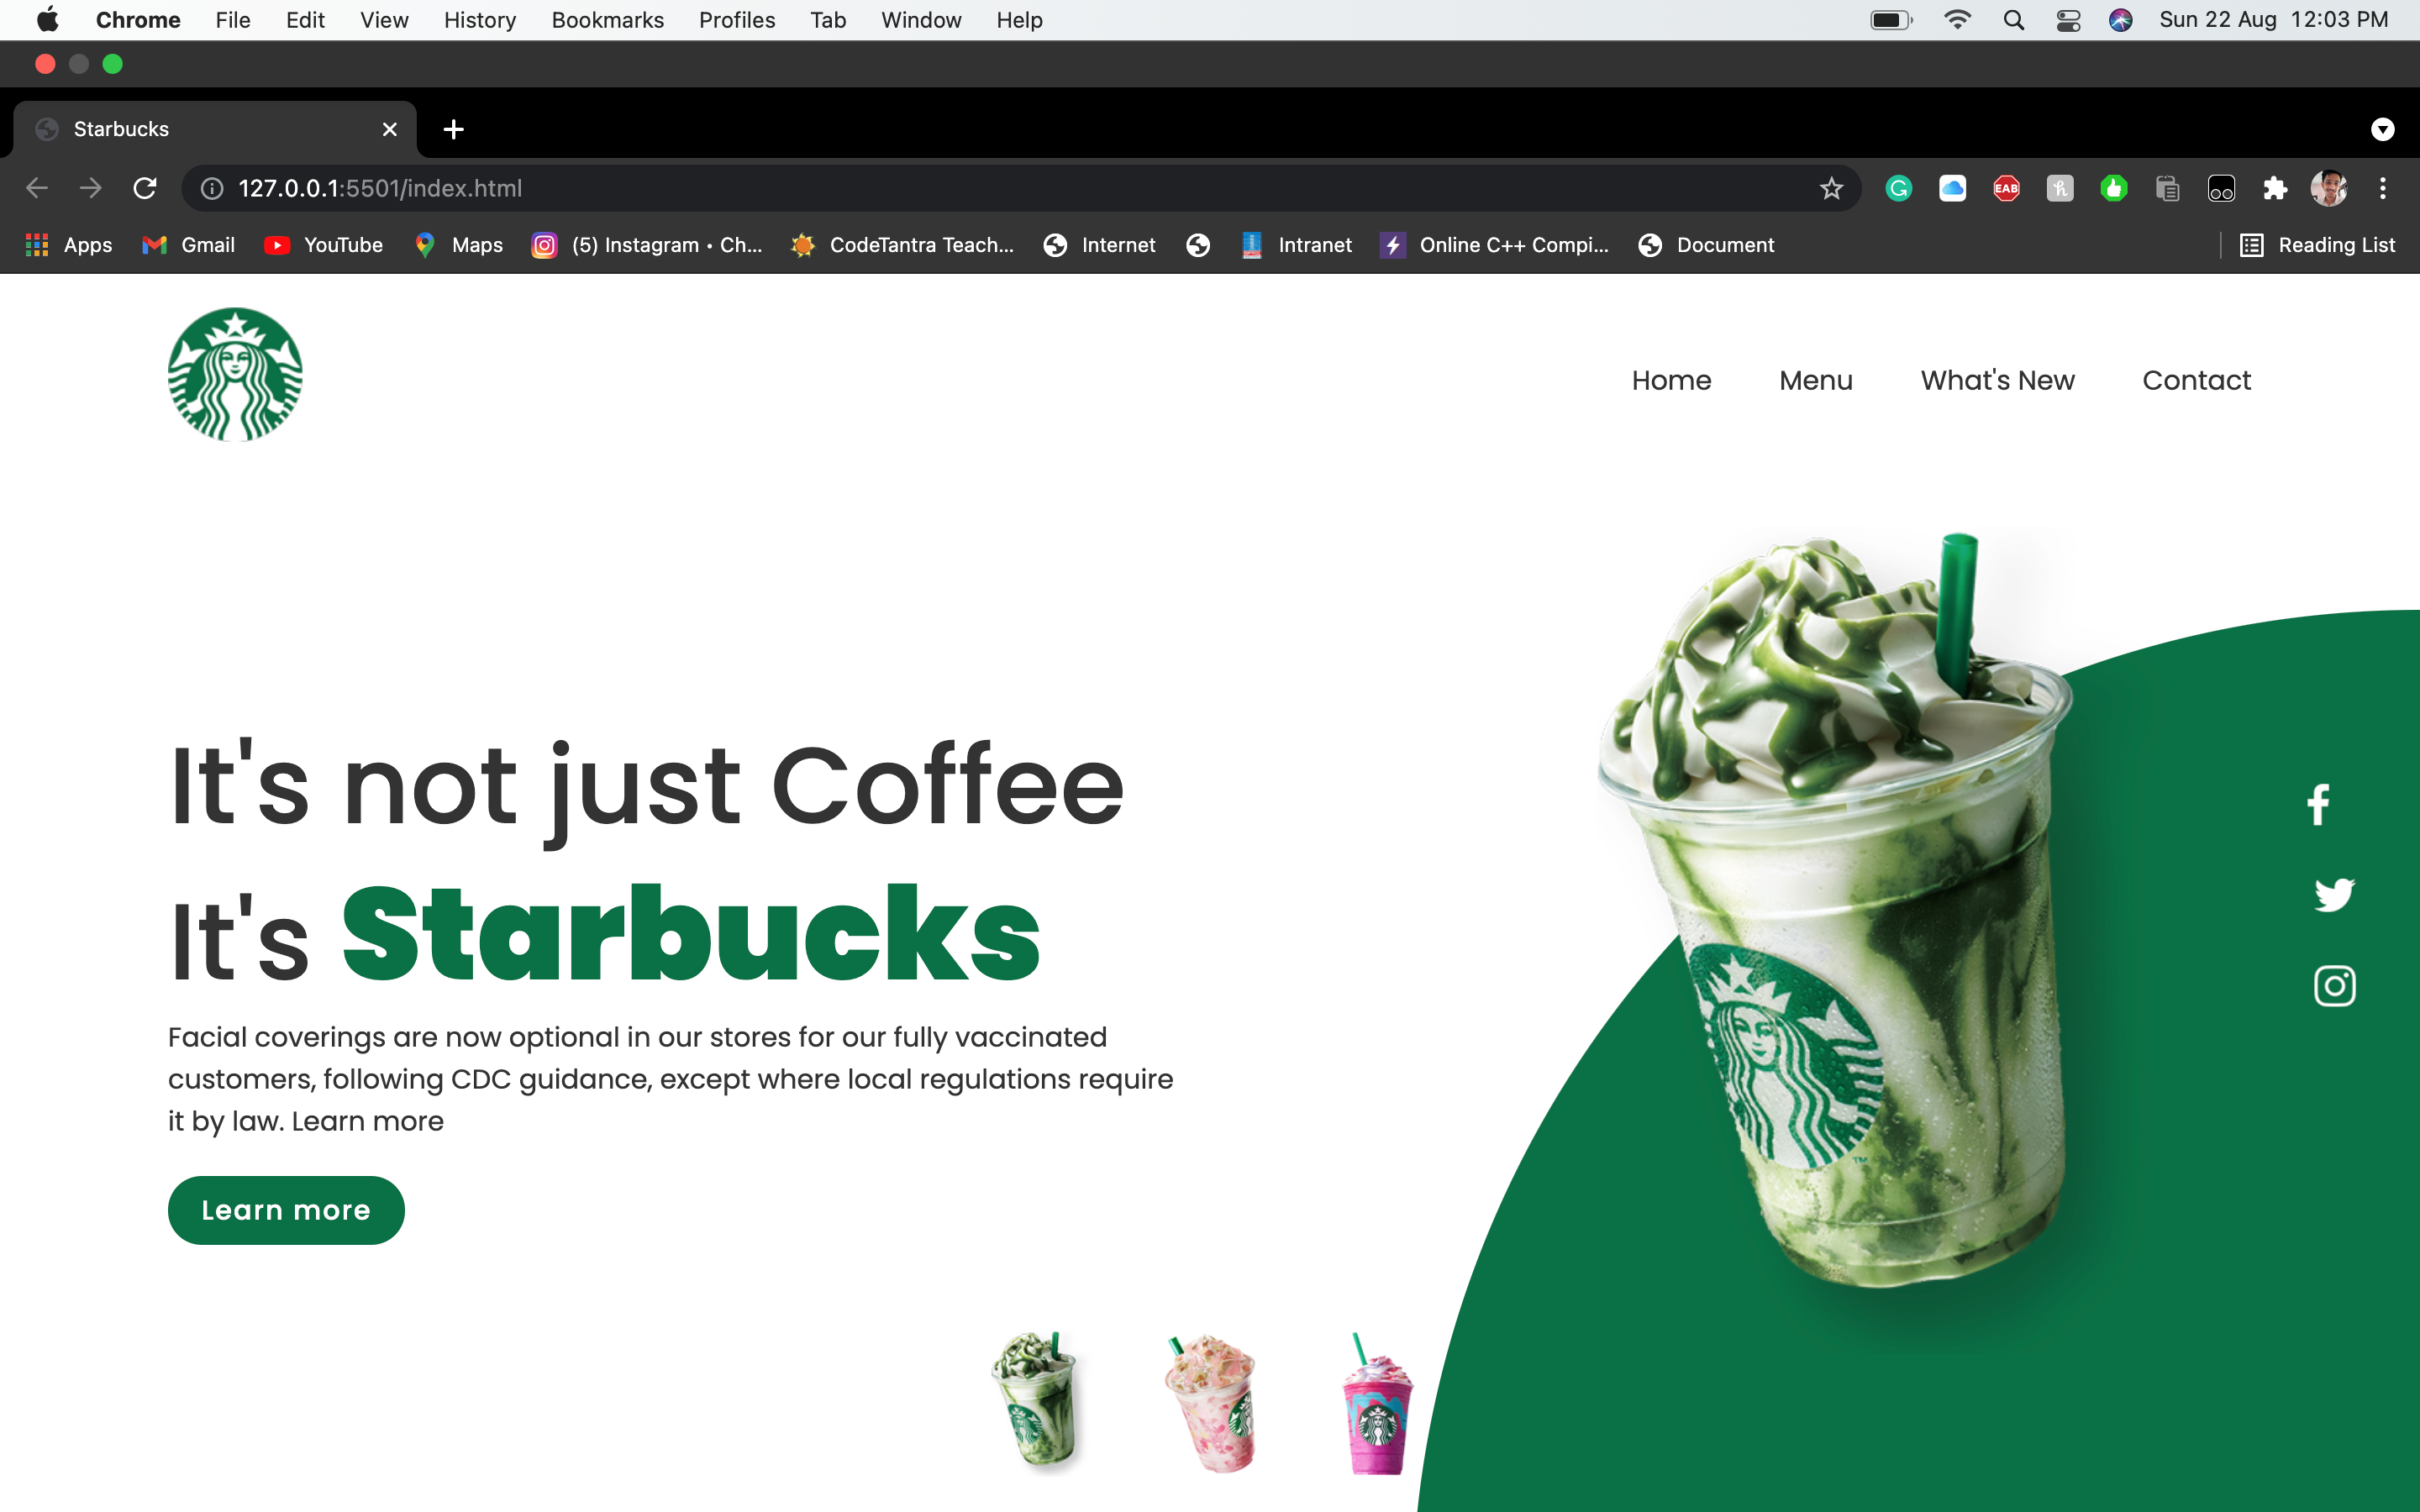 Chrome File Edit View History Bookmarks Profiles Tab Window Help Sun 22 Aug 12:03 PM
Starbucks
127.0.0.1:5501/index.html
EAB
Apps Gmail YouTube Maps (5) Instagram • Ch... CodeTantra Teach... Internet Intranet Online C++ Compi... Document Reading List
Home Menu What's New Contact
It's not just Coffee
It's Starbucks
Facial coverings are now optional in our stores for our fully vaccinated
customers, following CDC guidance, except where local regulations require
it by law. Learn more
Learn more
TM